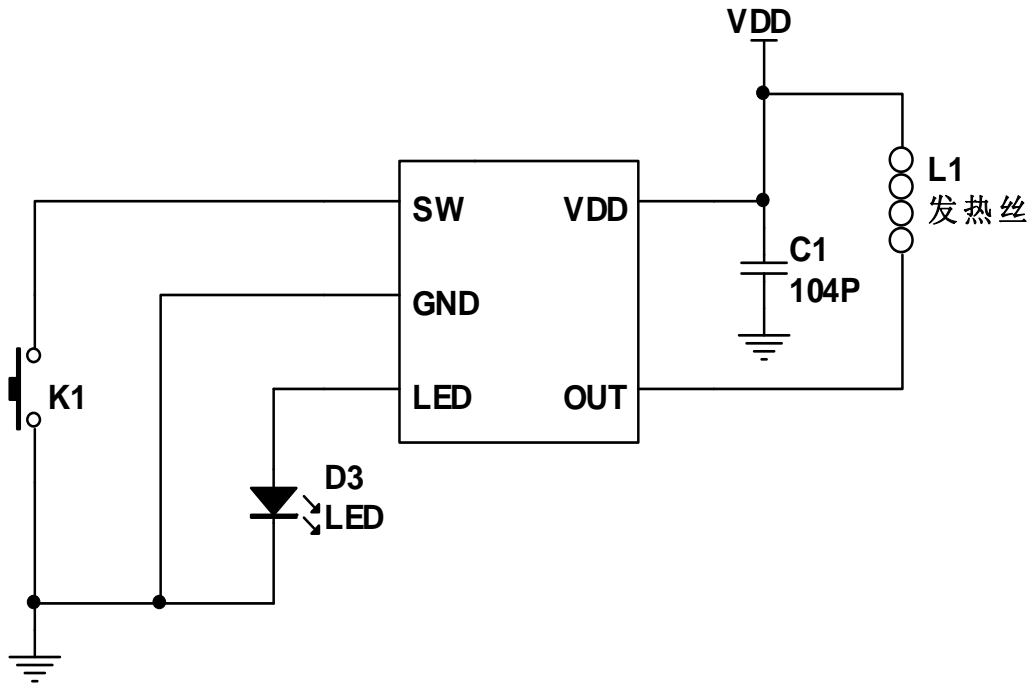 VDD
L1
发热丝
SW
VDD
C1
104P
GND
K1
LED
OUT
D3
LED